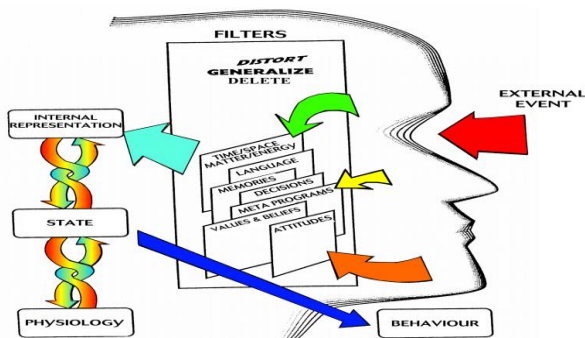 FILTERS
DISTORT
GENERALIZE
DELETE
EXTERNAL
EVENT
INTERNAL
REPRESENTATION
TIME/SPACE
MATTER/ENERGY
LANGUAGE
MEMORIES
DECISIONS
META PROGRAMS
VALUES & BELIEFS
ATTITUDES
STATE
PHYSIOLOGY
BEHAVIOUR